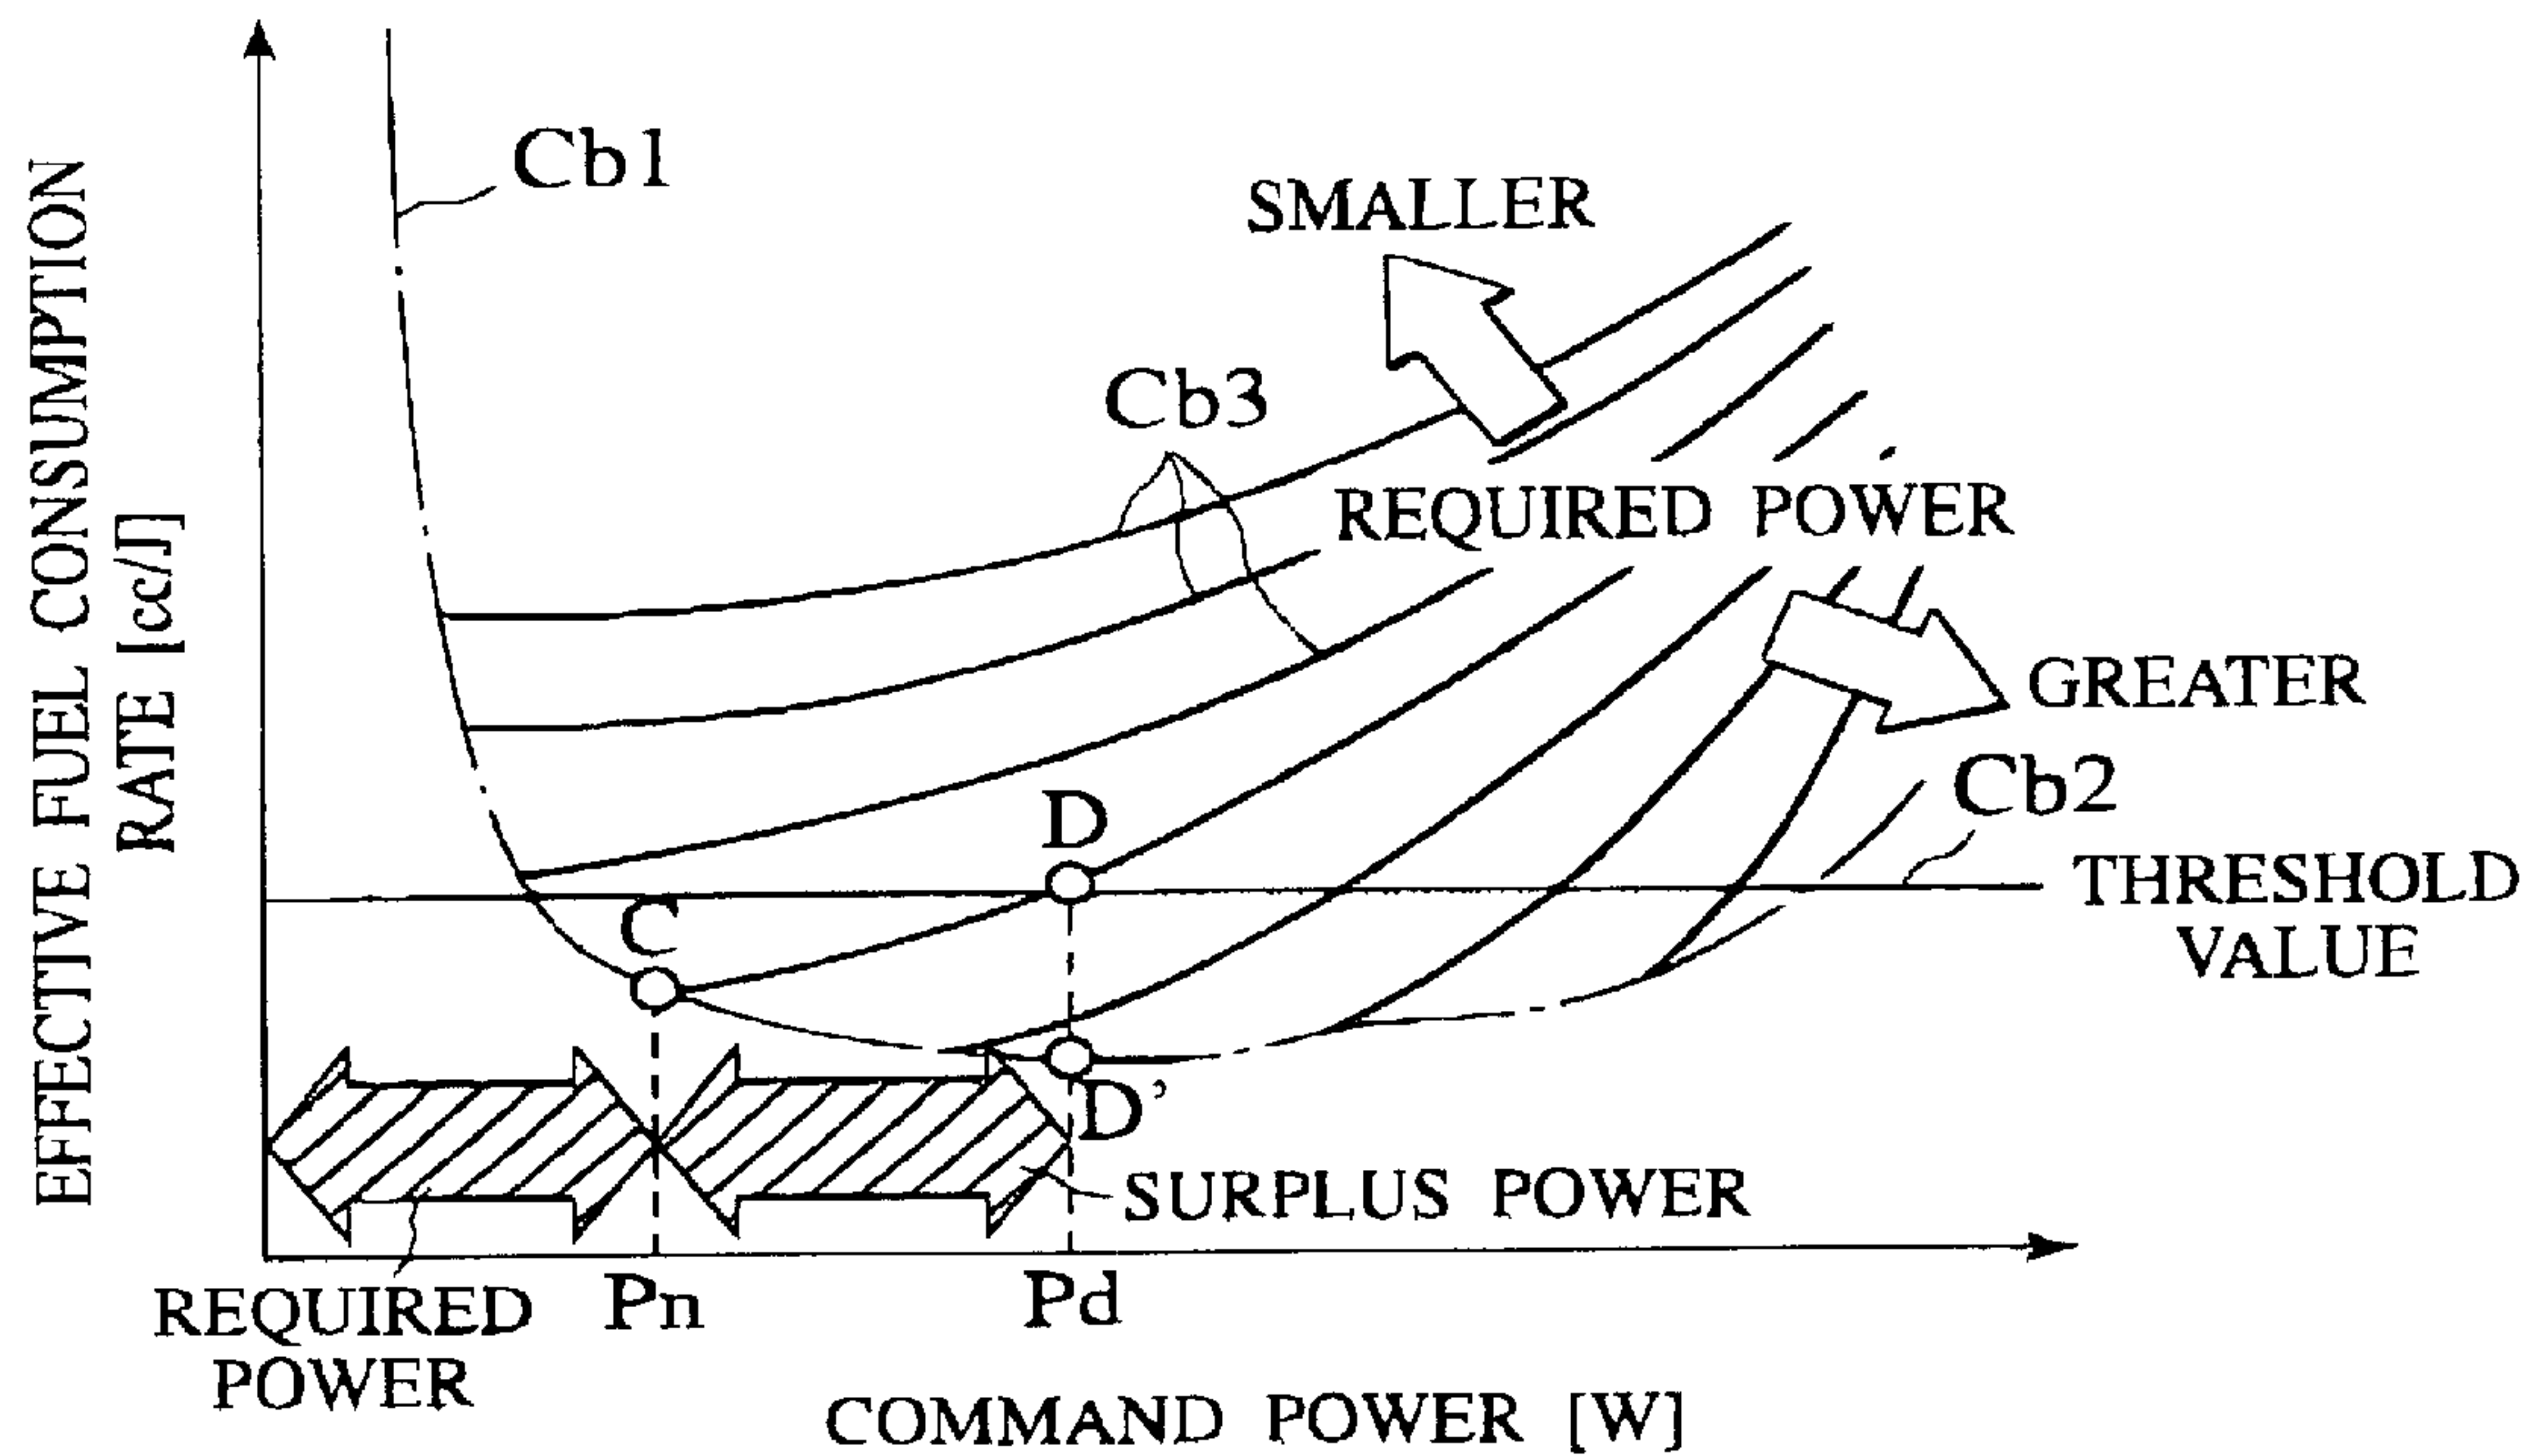 EFFECTIVE FUEL CONSUMPTION
RATE [cc/J]
Cb1
SMALLER
Cb3
REQUIRED POWER
GREATER
Cb2
D
THRESHOLD
VALUE
C
D'
SURPLUS POWER
REQUIRED
POWER
Pn
Pd
COMMAND POWER [W]